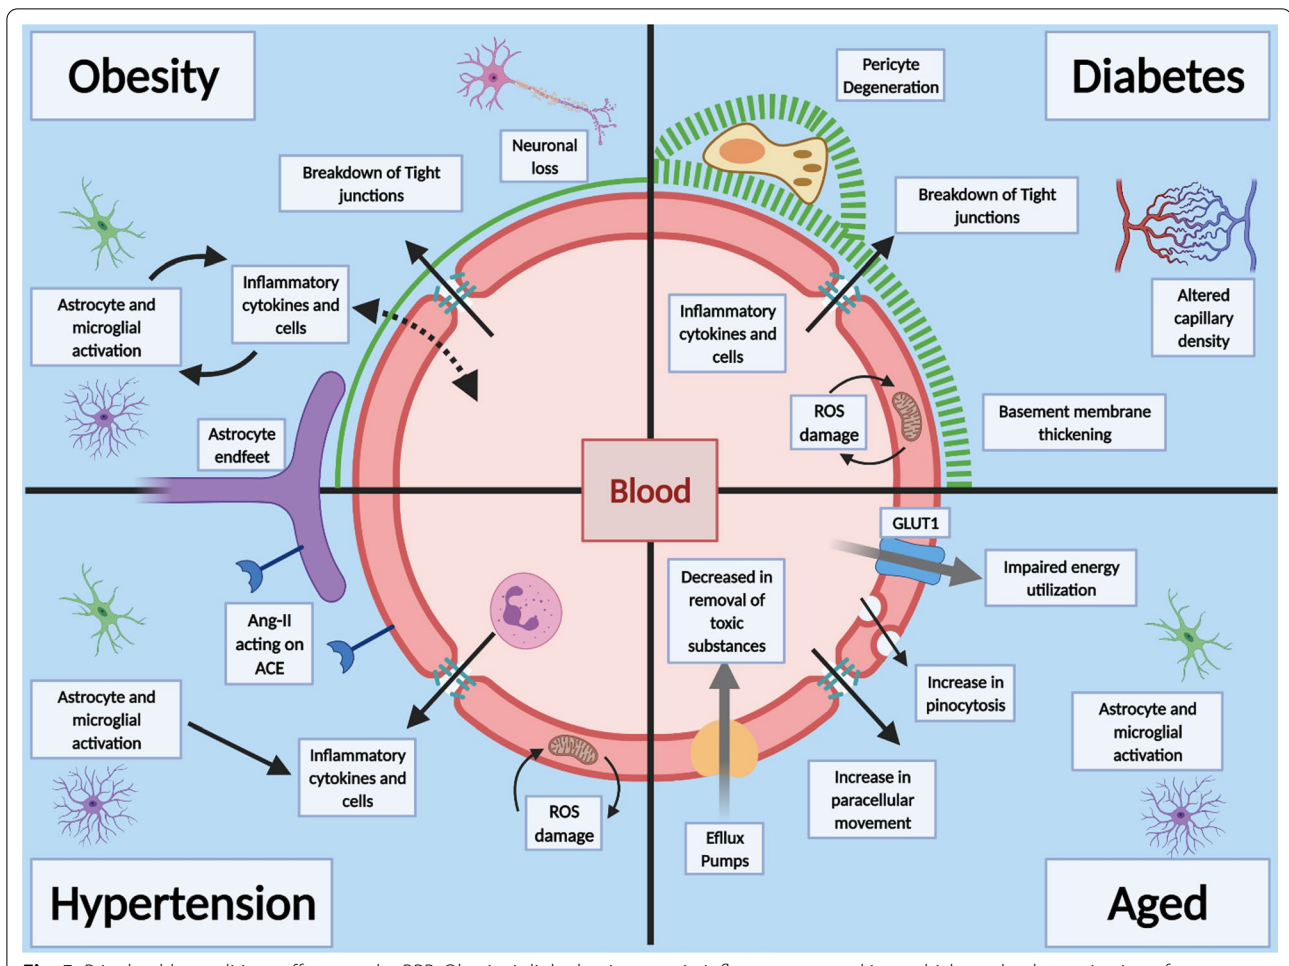 Obesity
Neuronal
loss
Breakdown of Tight
junctions
Inflammatory
cytokines and
cells
Astrocyte and
microglial
activation
Astrocyte
endfeet
Diabetes
Pericyte
Degeneration
Breakdown of Tight
junctions
Altered
capillary
density
Inflammatory
cytokines and
cells
ROS
damage
Basement membrane
thickening
Blood
Ang-II
acting on
ACE
Astrocyte and
microglial
activation
Inflammatory
cytokines and
cells
ROS
damage
Hypertension
GLUT1
Impaired energy
utilization
Decreased in
removal of
toxic
substances
Increase in
pinocytosis
Astrocyte and
microglial
activation
Increase in
paracellular
movement
Efllux
Pumps
Aged